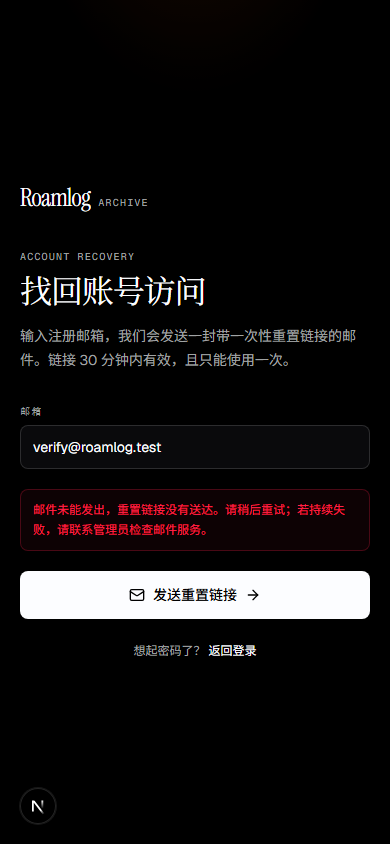 Roamlog ARCHIVE
ACCOUNT RECOVERY
找回账号访问
输入注册邮箱，我们会发送一封带一次性重置链接的邮
件。链接 30 分钟内有效，且只能使用一次。
邮箱
verify@roamlog.test
邮件未能发出，重置链接没有送达。请稍后重试；若持续失
败，请联系管理员检查邮件服务。
发送重置链接
想起密码了？ 返回登录
N